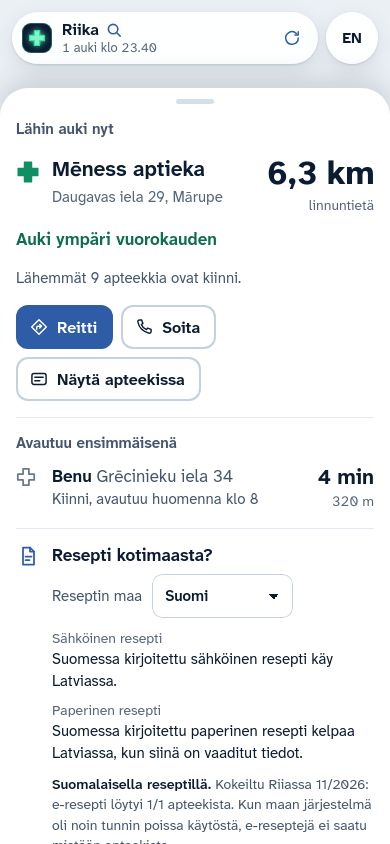 Riika
1 auki klo 23.40
EN
Lähin auki nyt
Mēness aptieka
6,3 km
Daugavas iela 29, Mārupe
linnuntietä
Auki ympäri vuorokauden
Lähemmät 9 apteekkia ovat kiinni.
Reitti
Soita
Näytä apteekissa
Avautuu ensimmäisenä
Benu Grēcinieku iela 34
4 min
Kiinni, avautuu huomenna klo 8
320 m
Resepti kotimaasta?
Reseptin maa
Suomi
Sähköinen resepti
Suomessa kirjoitettu sähköinen resepti käy
Latviassa.
Paperinen resepti
Suomessa kirjoitettu paperinen resepti kelpaa
Latviassa, kun siinä on vaaditut tiedot.
Suomalaisella reseptillä. Kokeiltu Riiassa 11/2026:
e-resepti löytyi 1/1 apteekista. Kun maan järjestelmä
oli noin tunnin poissa käytöstä, e-reseptejä ei saatu